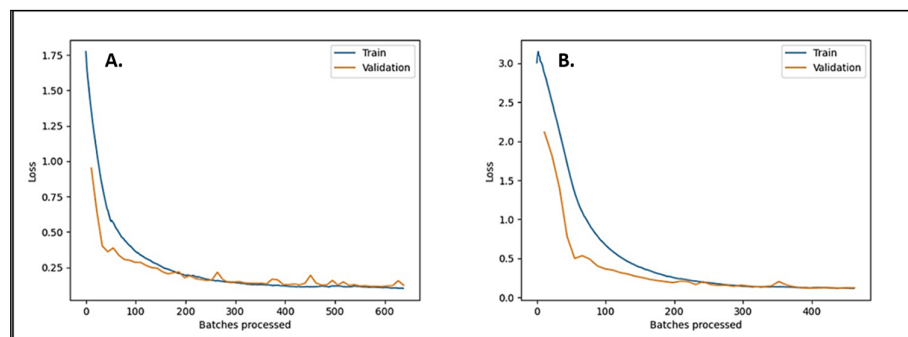 A.
Train
Validation
1.75
1.50
1.25
1.00
0.75
0.50
0.25
Loss
0
100
200
300
400
500
600
Batches processed
B.
Train
Validation
3.0
2.5
2.0
1.5
1.0
0.5
0.0
Loss
0
100
200
300
400
Batches processed